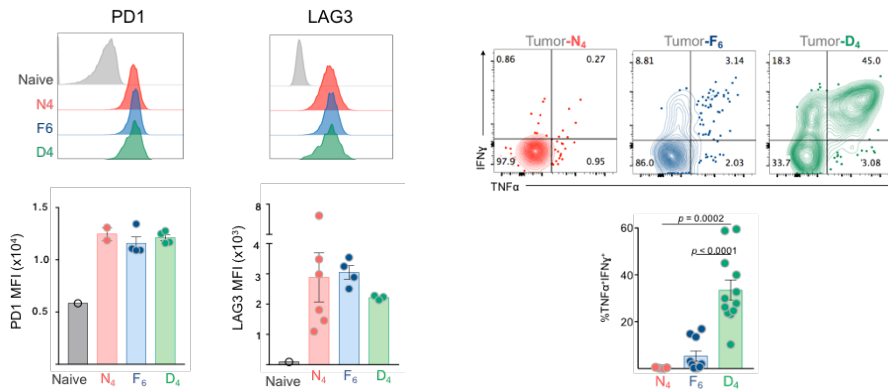 PD1
LAG3
Naive
N4
F6
D4
Tumor-N4
Tumor-F6
Tumor-D4
0.86
0.27
97.9
0.95
8.81
3.14
86.0
2.03
18.3
45.0
33.7
3.08
IFNγ
TNFα
PD1 MFI (x10⁴)
1.5
1.0
0.5
Naive
N4
F6
D4
LAG3 MFI (x10³)
8
4
3
2
1
Naive
N4
F6
D4
%TNFα⁺IFNγ⁺
60
40
20
p = 0.0002
p < 0.0001
N4
F6
D4